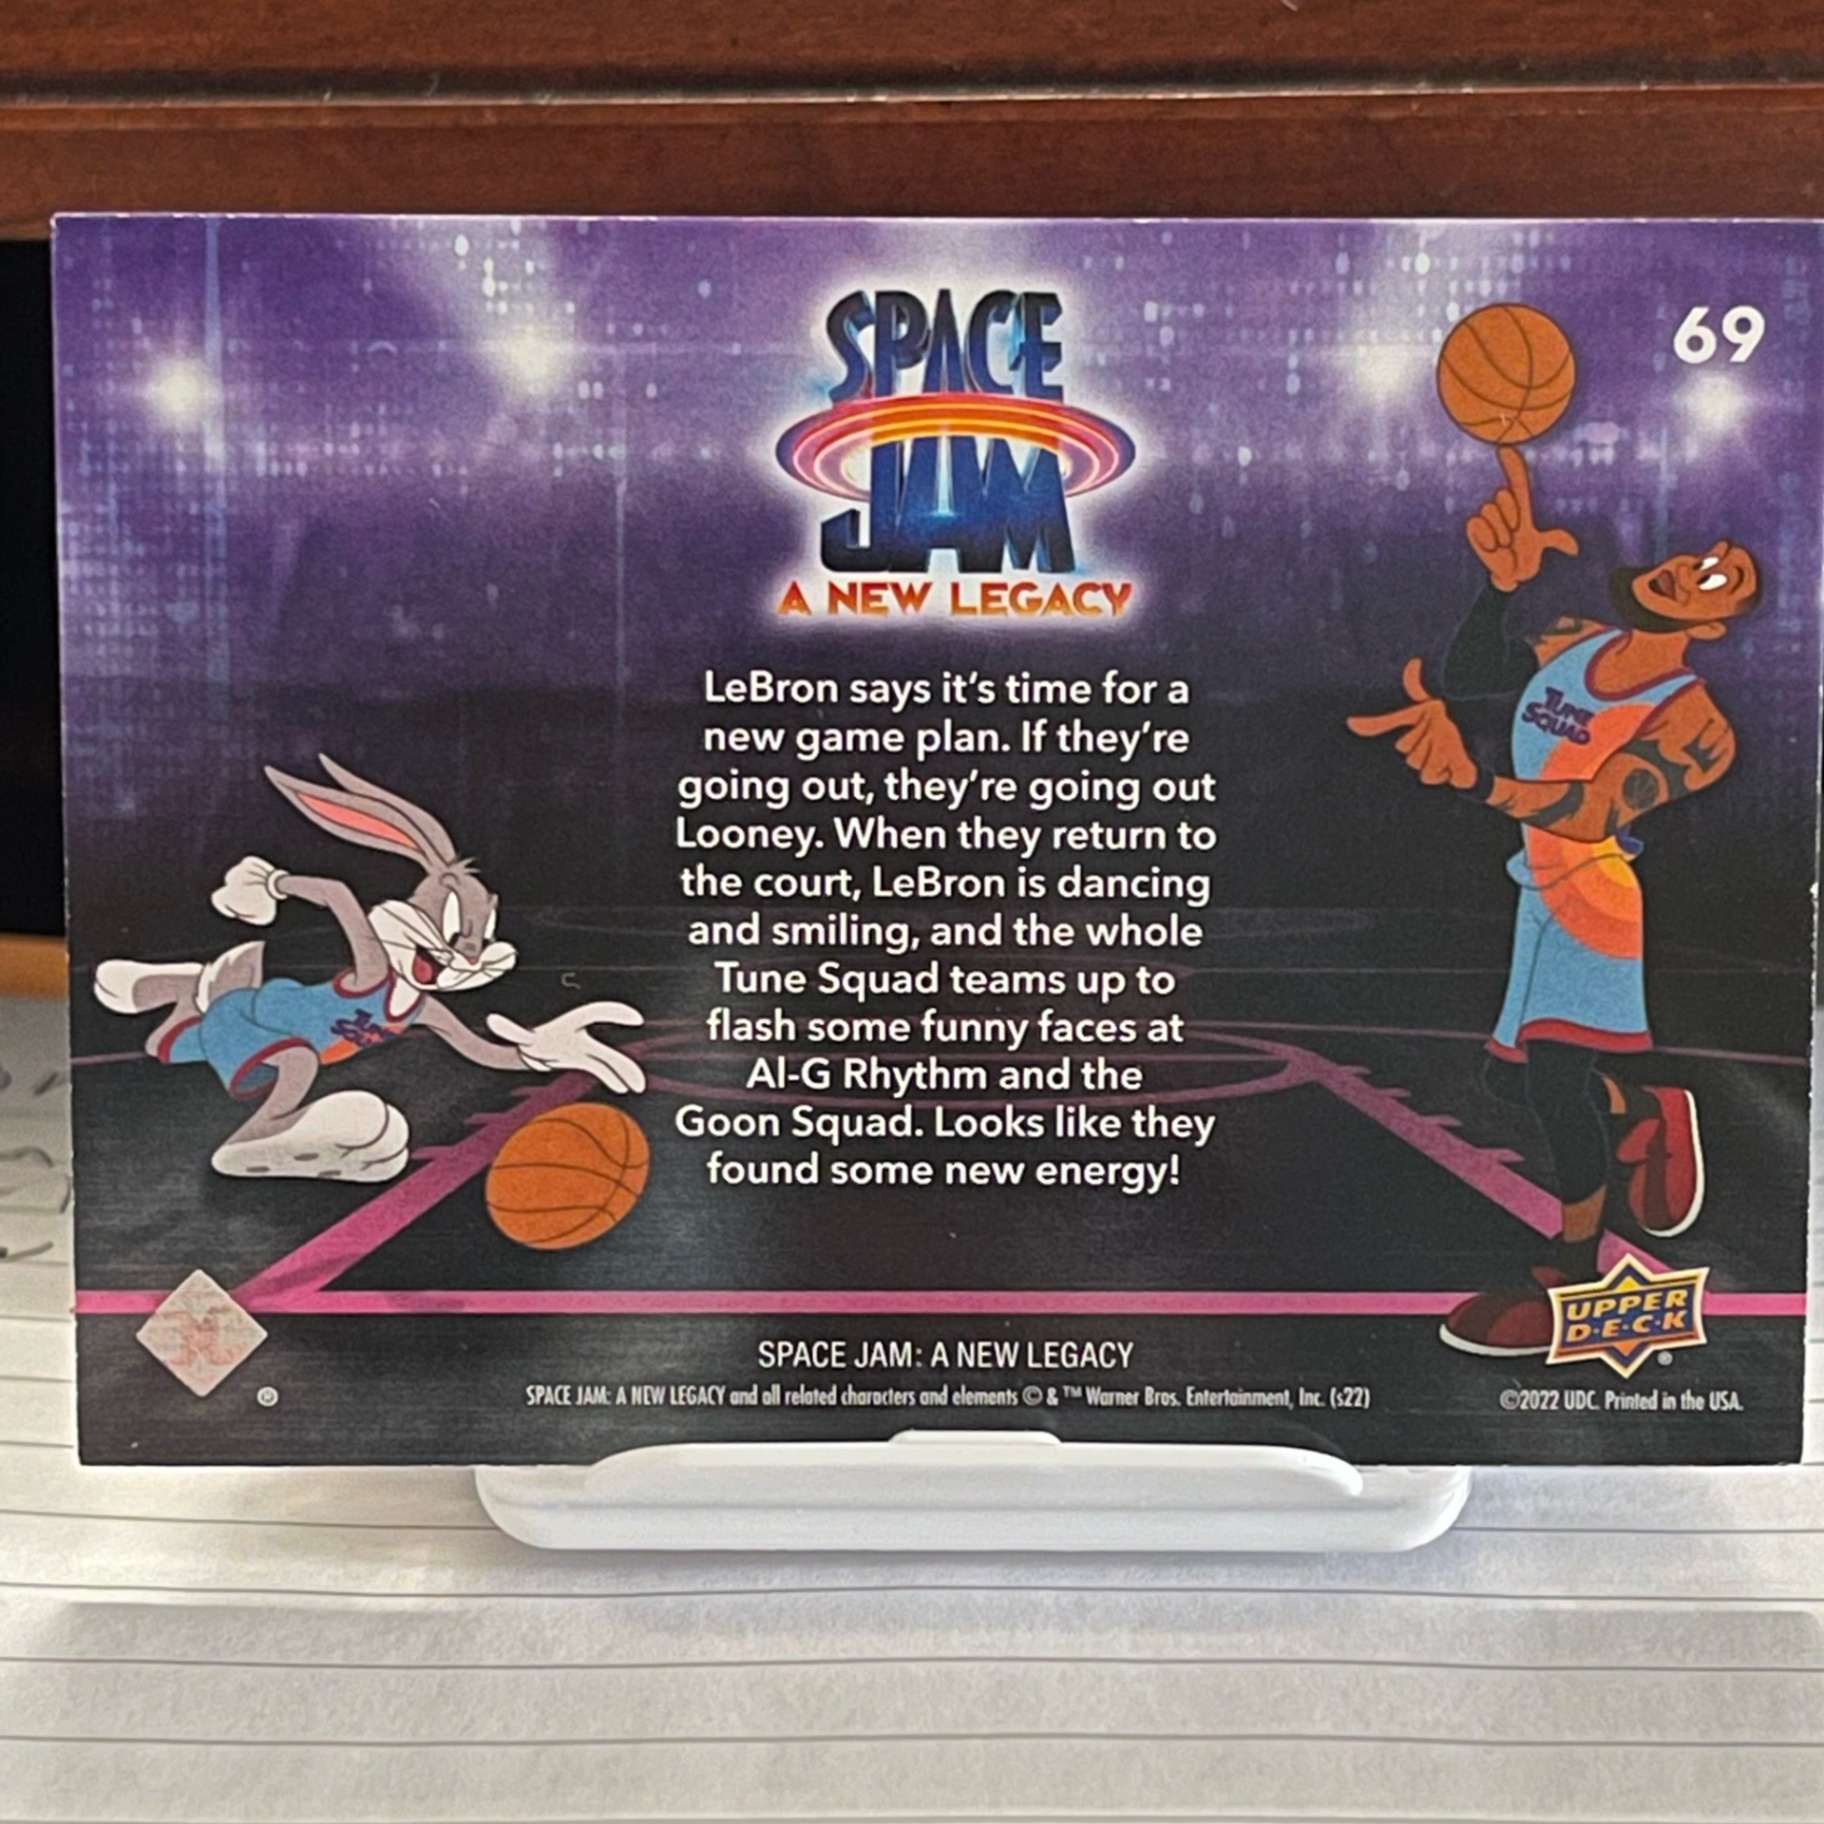 SPACE
JAM
A NEW LEGACY
69
TUNE
SQUAD
LeBron says it's time for a
new game plan. If they're
going out, they're going out
Looney. When they return to
the court, LeBron is dancing
and smiling, and the whole
Tune Squad teams up to
flash some funny faces at
Al-G Rhythm and the
Goon Squad. Looks like they
found some new energy!
UPPER
D·E·C·K
®
®
SPACE JAM: A NEW LEGACY
SPACE JAM: A NEW LEGACY and all related characters and elements © & ™ Warner Bros. Entertainment, Inc. (s22)
©2022 UDC. Printed in the USA.